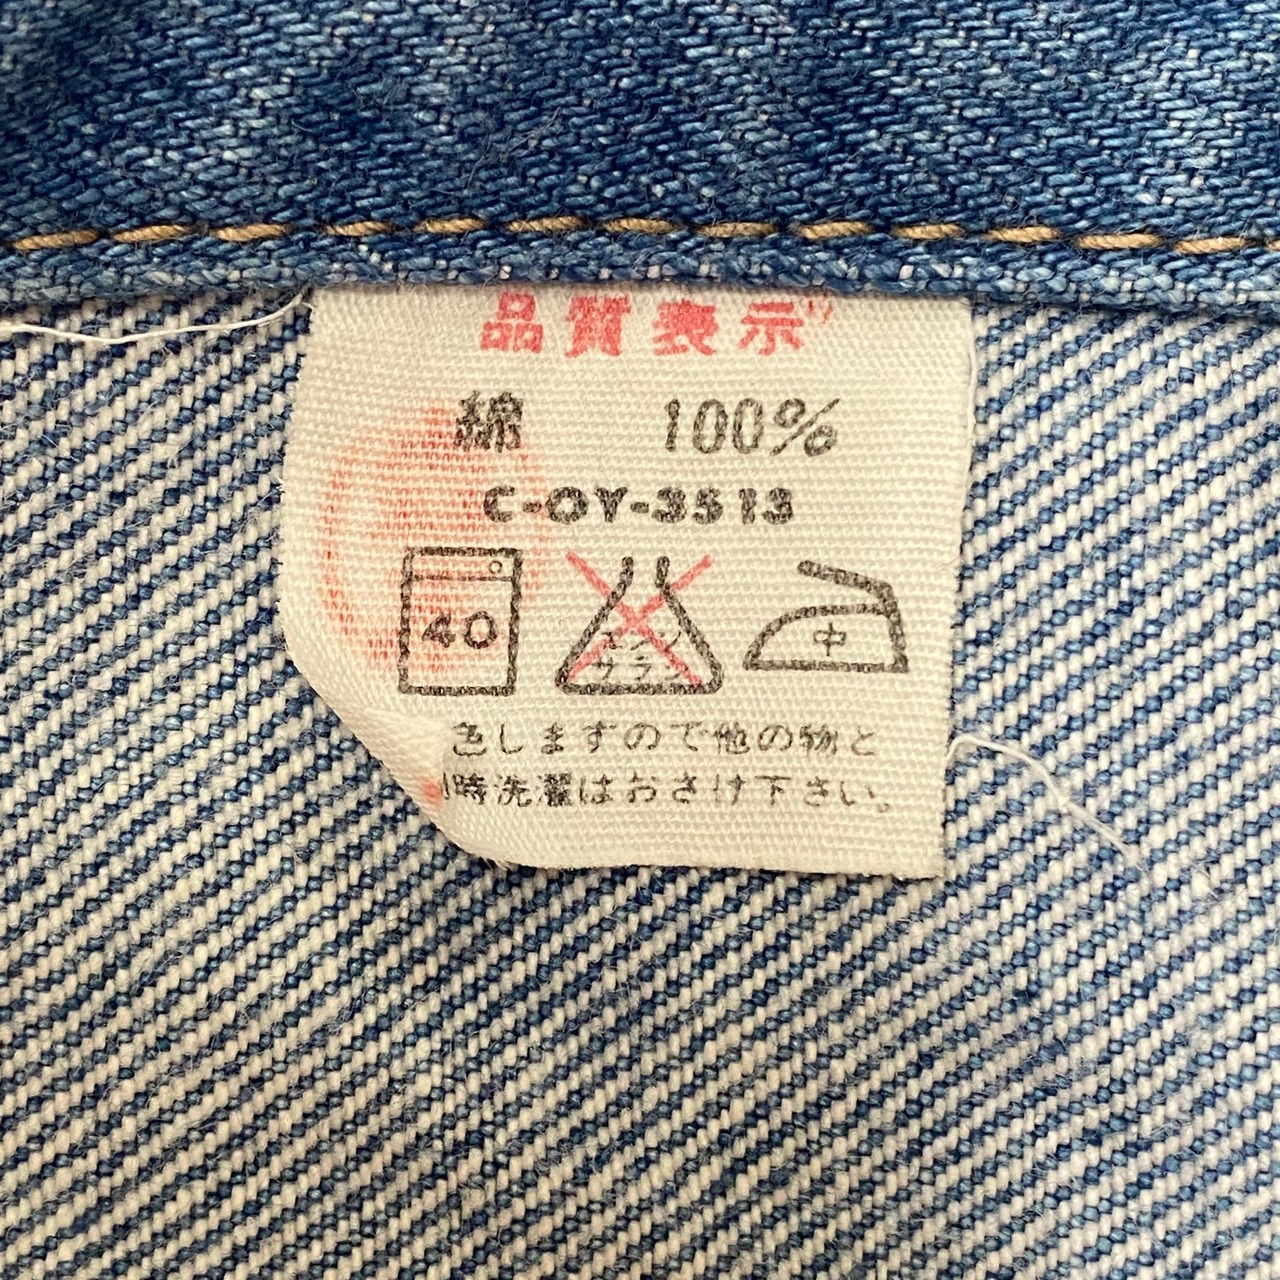 品質表示
綿 100%
C-OY-3513
40
エンソ
サラシ
中
色しますので他の物と
時洗濯はおさけ下さい。